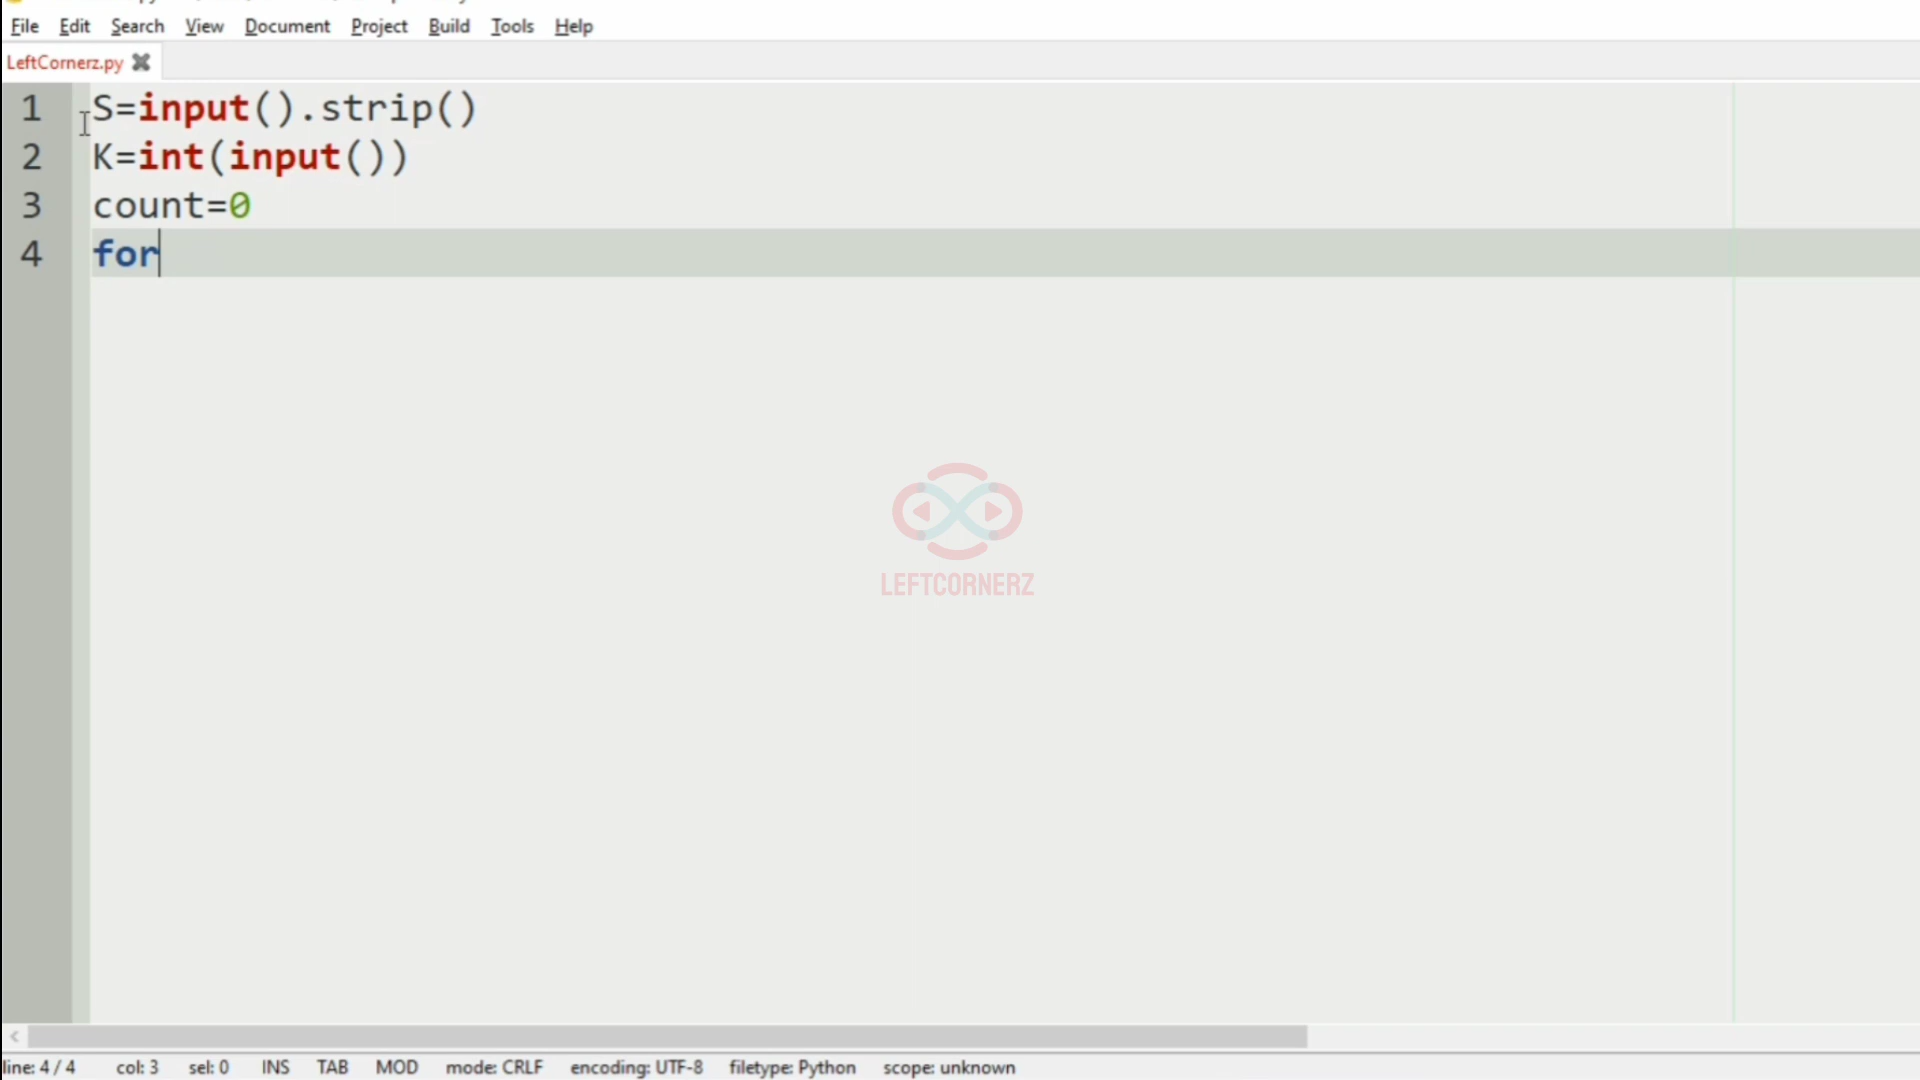 File Edit Search View Document Project Build Tools Help
LeftCornerz.py
1 S=input().strip()
2 K=int(input())
3 count=0
4 for
LEFTCORNERZ
line: 4 / 4 col: 3 sel: 0 INS TAB MOD mode: CRLF encoding: UTF-8 filetype: Python scope: unknown